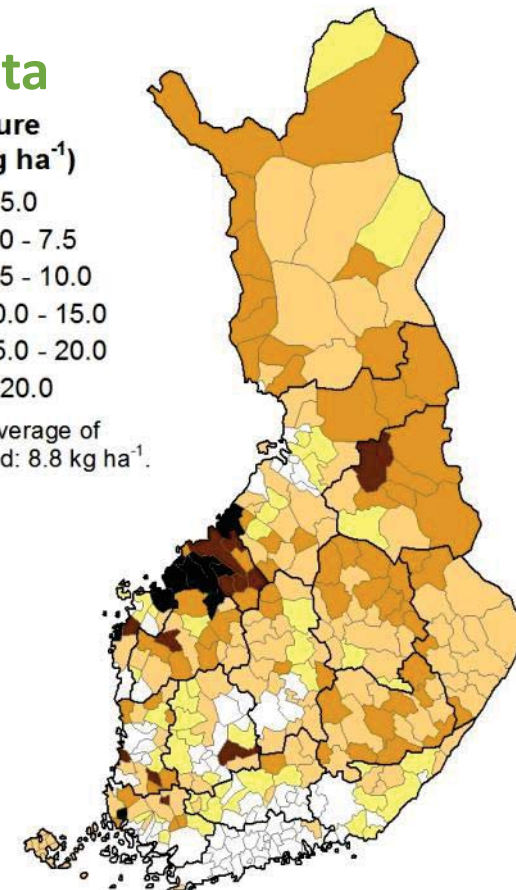 ta
ure
g ha⁻¹)
5.0
0 - 7.5
5 - 10.0
0.0 - 15.0
5.0 - 20.0
20.0
verage of
d: 8.8 kg ha⁻¹.